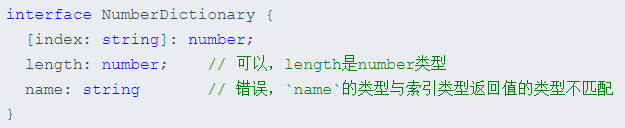 interface NumberDictionary {
  [index: string]: number;
  length: number;    // 可以，length是number类型
  name: string       // 错误，`name`的类型与索引类型返回值的类型不匹配
}